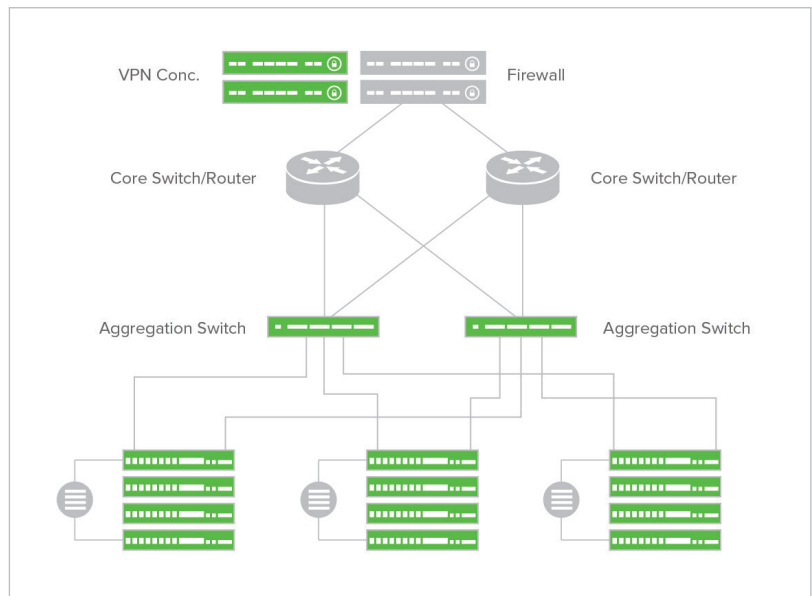 VPN Conc.
Firewall
Core Switch/Router
Core Switch/Router
Aggregation Switch
Aggregation Switch